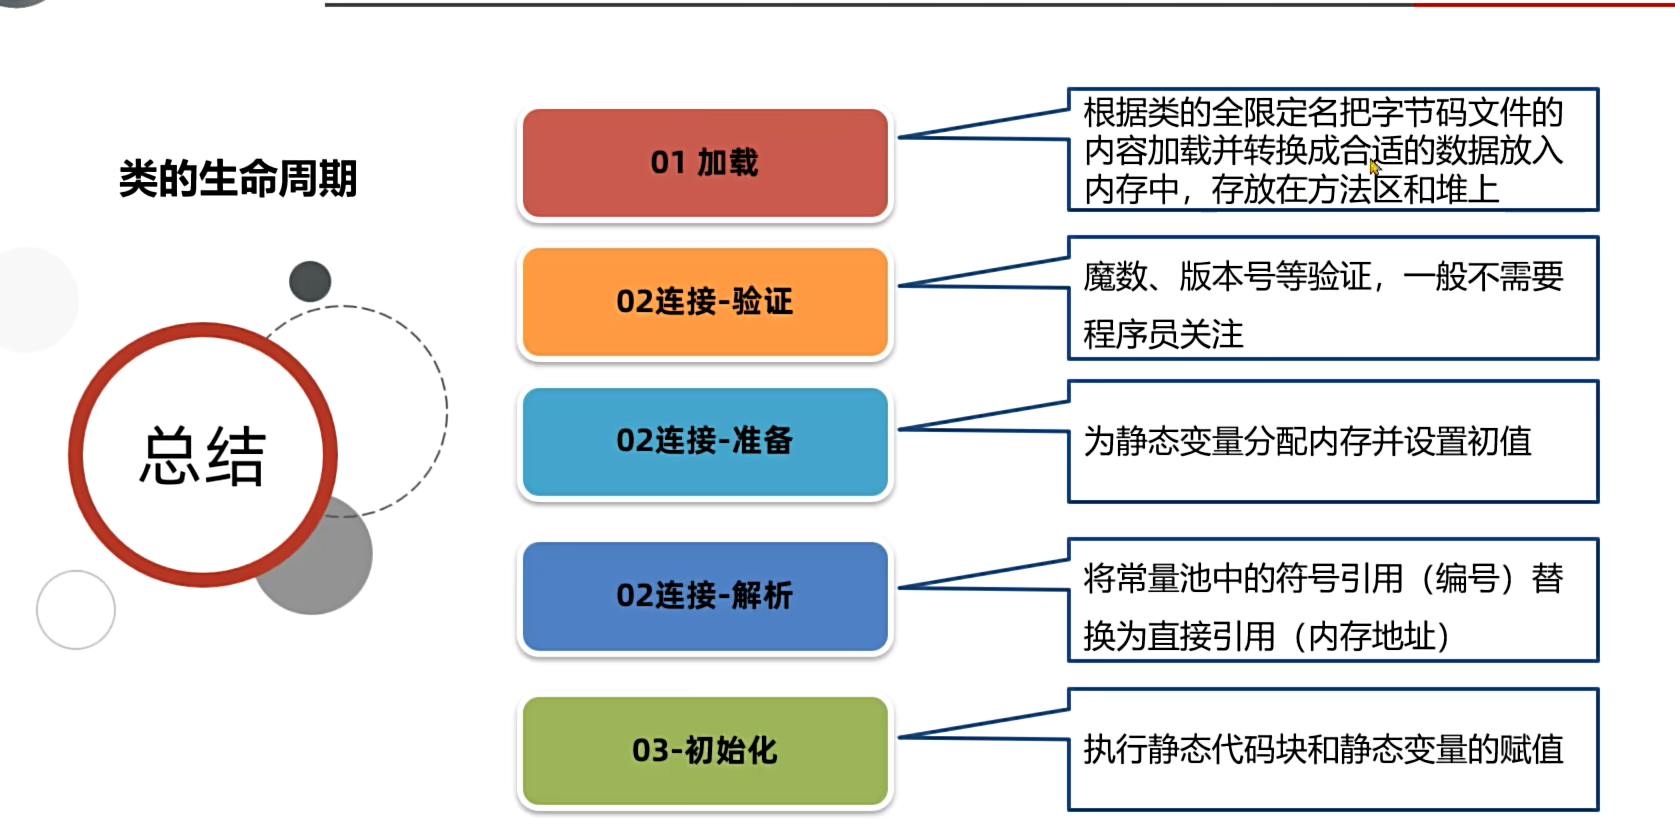 类的生命周期
总结
01 加载
根据类的全限定名把字节码文件的
内容加载并转换成合适的数据放入
内存中，存放在方法区和堆上
02连接-验证
魔数、版本号等验证，一般不需要
程序员关注
02连接-准备
为静态变量分配内存并设置初值
02连接-解析
将常量池中的符号引用（编号）替
换为直接引用（内存地址）
03-初始化
执行静态代码块和静态变量的赋值